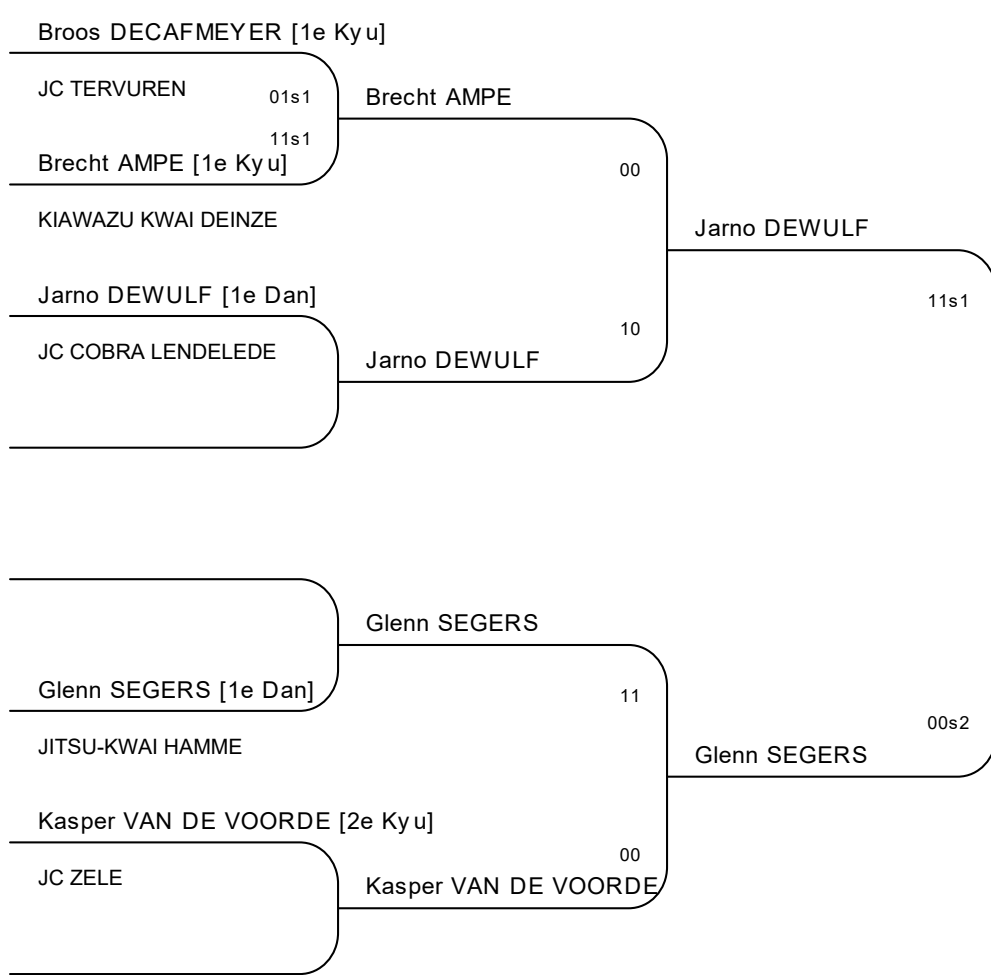 Broos DECAFMEYER [1e Kyu]
JC TERVUREN
01s1
Brecht AMPE
11s1
Brecht AMPE [1e Kyu]
00
KIAWAZU KWAI DEINZE
Jarno DEWULF
Jarno DEWULF [1e Dan]
11s1
10
JC COBRA LENDELEDE
Jarno DEWULF
Glenn SEGERS
Glenn SEGERS [1e Dan]
11
00s2
JITSU-KWAI HAMME
Glenn SEGERS
Kasper VAN DE VOORDE [2e Kyu]
00
JC ZELE
Kasper VAN DE VOORDE